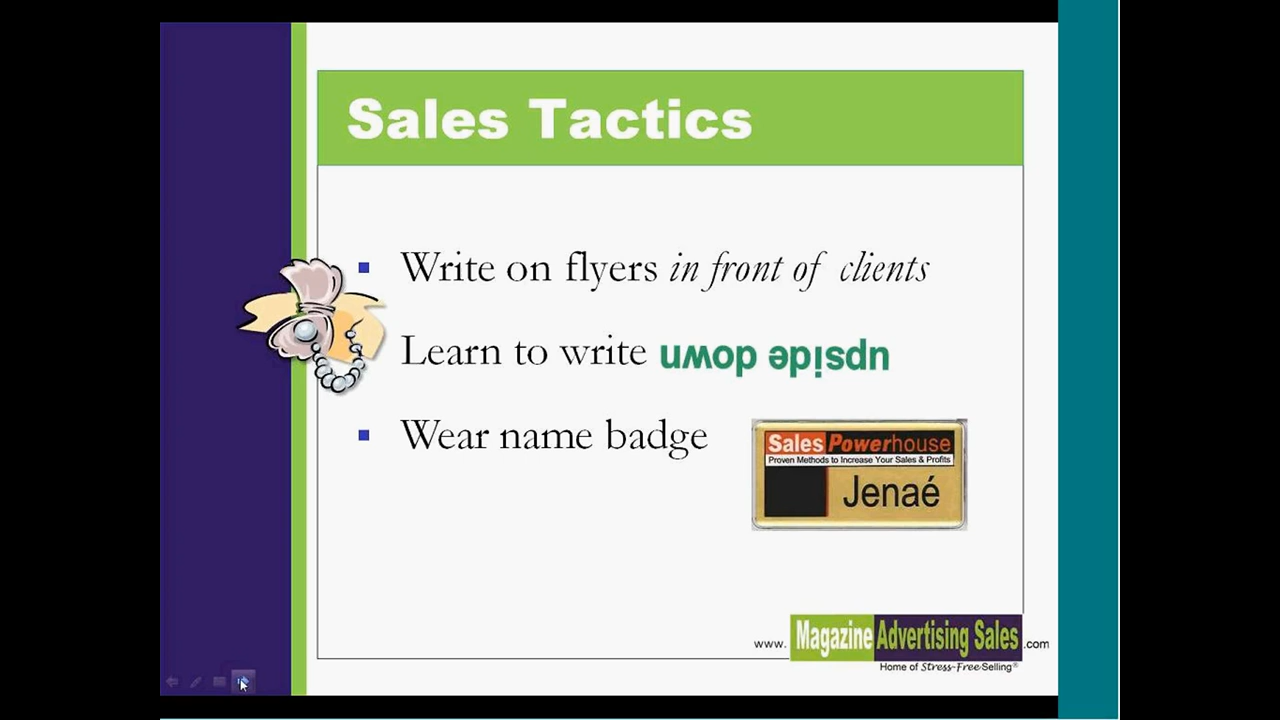 Sales Tactics
Write on flyers in front of clients
Learn to write upside down
Wear name badge
Sales Powerhouse
Proven Methods to Increase Your Sales & Profits
Jenaé
www. Magazine Advertising Sales .com
Home of Stress-Free Selling®